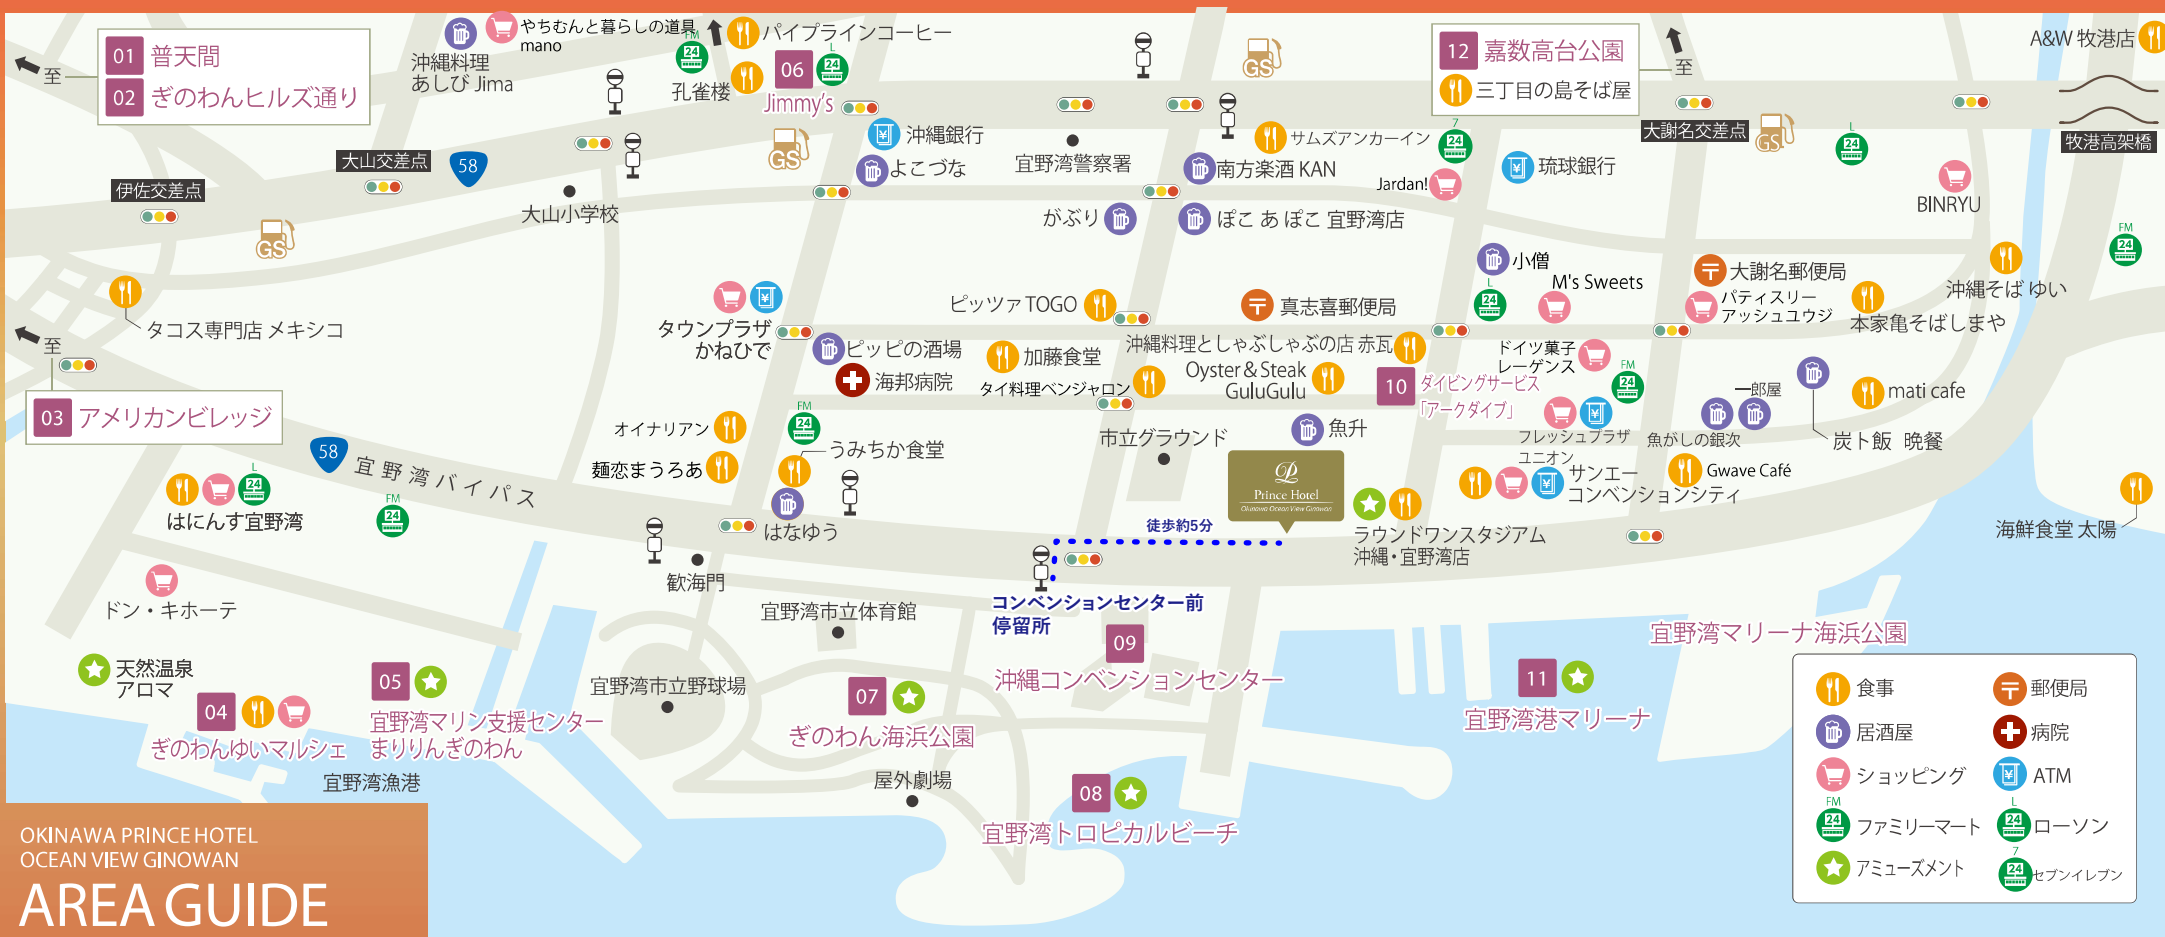 01 普天間
02 ぎのわんヒルズ通り
至
沖縄料理
あしび Jima
やちむんと暮らしの道具
mano
FM
24
孔雀楼
パイプラインコーヒー
06
L
24
Jimmy's
GS
12 嘉数高台公園
三丁目の島そば屋
至
A&W 牧港店
大山交差点
58
伊佐交差点
GS
大山小学校
GS
沖縄銀行
よこづな
宜野湾警察署
サムズアンカーイン
7
24
南方楽酒 KAN
Jardan!
琉球銀行
大謝名交差点
GS
L
24
牧港高架橋
BINRYU
がぶり
ぽこ あ ぽこ 宜野湾店
FM
24
タコス専門店 メキシコ
至
03 アメリカンビレッジ
タウンプラザ
かねひで
ピッツァ TOGO
真志喜郵便局
小僧
L
24
M's Sweets
大謝名郵便局
パティスリー
アッシュユウジ
本家亀そばしまや
沖縄そば ゆい
ピッピの酒場
海邦病院
加藤食堂
タイ料理ベンジャロン
沖縄料理としゃぶしゃぶの店 赤瓦
Oyster & Steak
GuluGulu
10
ダイビングサービス
「アークダイブ」
ドイツ菓子
レーゲンス
FM
24
一郎屋
mati cafe
フレッシュプラザ
ユニオン
魚がしの銀次
炭ト飯 晩餐
オイナリアン
麺恋まうろあ
FM
24
うみちか食堂
はなゆう
市立グラウンド
魚升
Prince Hotel
Okinawa Ocean View Ginowan
サンエー
コンベンションシティ
Gwave Café
58
宜野湾バイパス
L
24
はにんす宜野湾
FM
24
徒歩約5分
ラウンドワンスタジアム
沖縄・宜野湾店
海鮮食堂 太陽
ドン・キホーテ
歓海門
宜野湾市立体育館
コンベンションセンター前
停留所
09
沖縄コンベンションセンター
宜野湾マリーナ海浜公園
天然温泉
アロマ
04
ぎのわんゆいマルシェ
05
宜野湾マリン支援センター
まりりんぎのわん
宜野湾漁港
宜野湾市立野球場
07
ぎのわん海浜公園
屋外劇場
08
宜野湾トロピカルビーチ
11
宜野湾港マリーナ
食事
郵便局
居酒屋
病院
ショッピング
ATM
FM
24
ファミリーマート
L
24
ローソン
アミューズメント
7
24
セブンイレブン
OKINAWA PRINCE HOTEL
OCEAN VIEW GINOWAN
AREA GUIDE